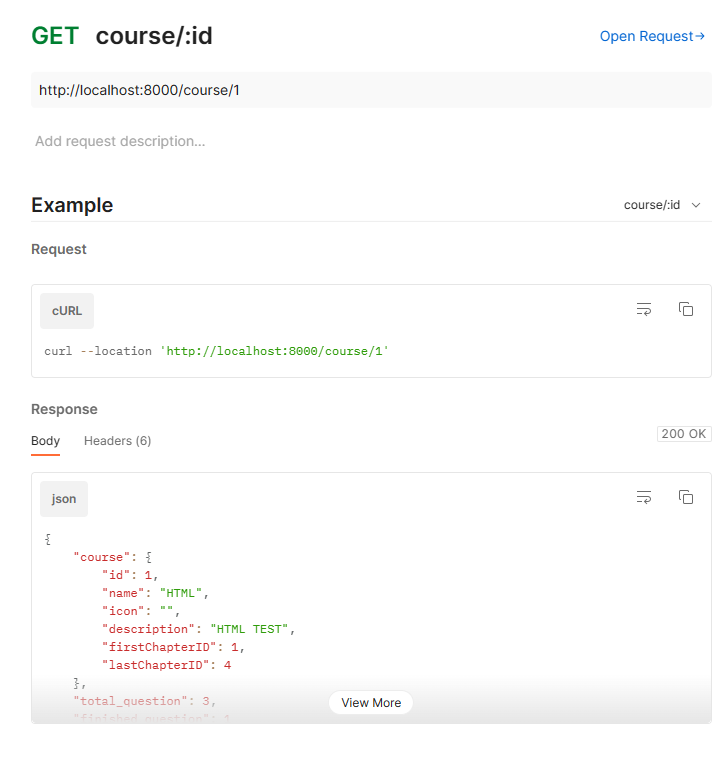 GET course/:id
Open Request→
http://localhost:8000/course/1
Add request description...
Example
course/:id
Request
cURL
curl --location 'http://localhost:8000/course/1'
Response
Body Headers (6)
200 OK
json
{
"course": {
"id": 1,
"name": "HTML",
"icon": "",
"description": "HTML TEST",
"firstChapterID": 1,
"lastChapterID": 4
},
"total_question": 3,
"finished_question": 1
View More